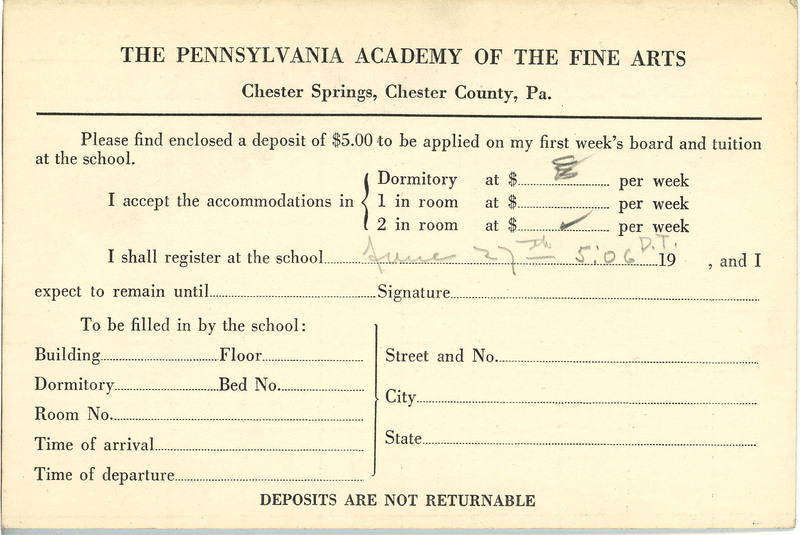 THE PENNSYLVANIA ACADEMY OF THE FINE ARTS
Chester Springs, Chester County, Pa.
Please find enclosed a deposit of $5.00 to be applied on my first week's board and tuition
at the school.
I accept the accommodations in
Dormitory at $ per week
1 in room at $ per week
2 in room at $ ✓ per week
I shall register at the school June 27th 5:06 D.T. 19 , and I
expect to remain until Signature
To be filled in by the school:
Building Floor
Dormitory Bed No.
Room No.
Time of arrival
Time of departure
Street and No.
City
State
DEPOSITS ARE NOT RETURNABLE